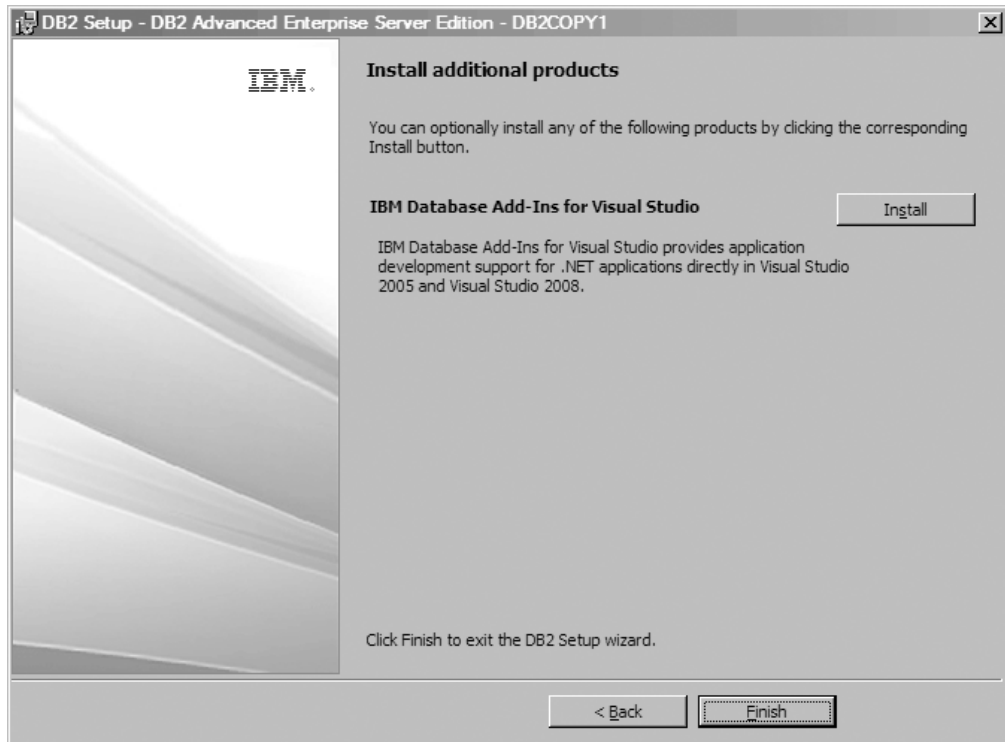 DB2 Setup - DB2 Advanced Enterprise Server Edition - DB2COPY1
IBM.
Install additional products
You can optionally install any of the following products by clicking the corresponding
Install button.
IBM Database Add-Ins for Visual Studio
Install
IBM Database Add-Ins for Visual Studio provides application
development support for .NET applications directly in Visual Studio
2005 and Visual Studio 2008.
Click Finish to exit the DB2 Setup wizard.
< Back
Finish